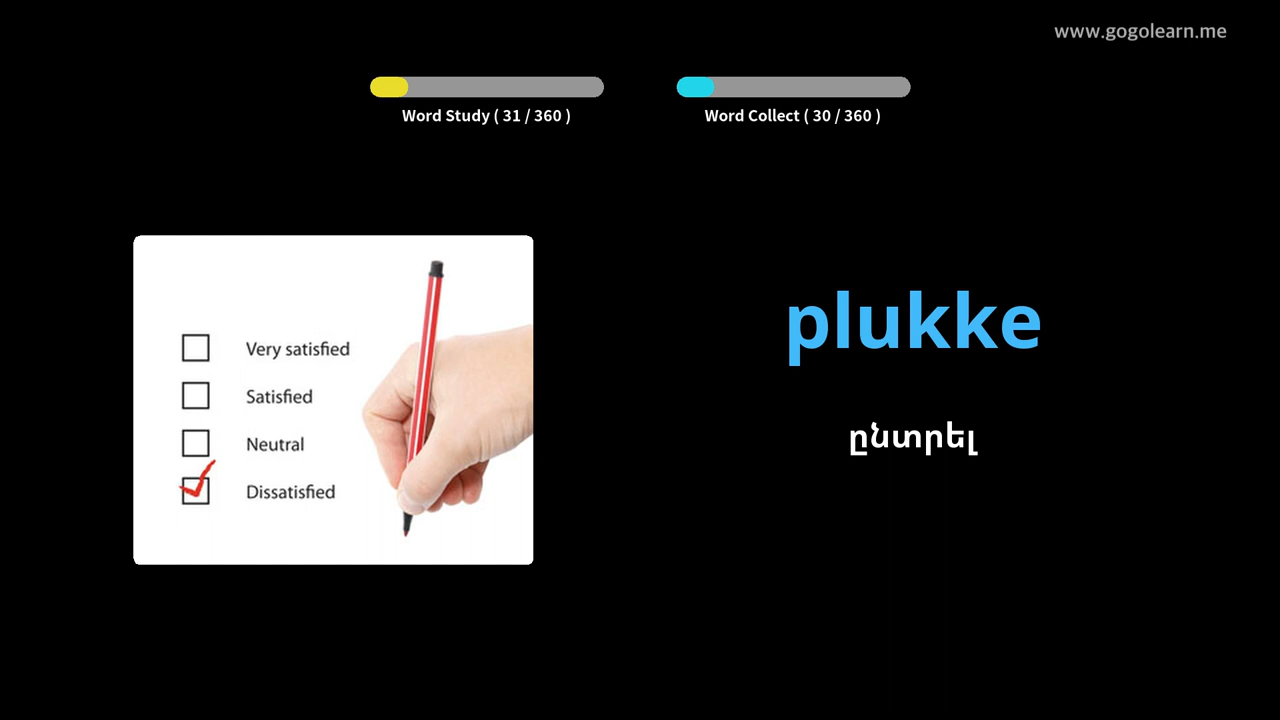 www.gogolearn.me
Word Study ( 31 / 360 )
Word Collect ( 30 / 360 )
Very satisfied
Satisfied
Neutral
Dissatisfied
plukke
ընտրել